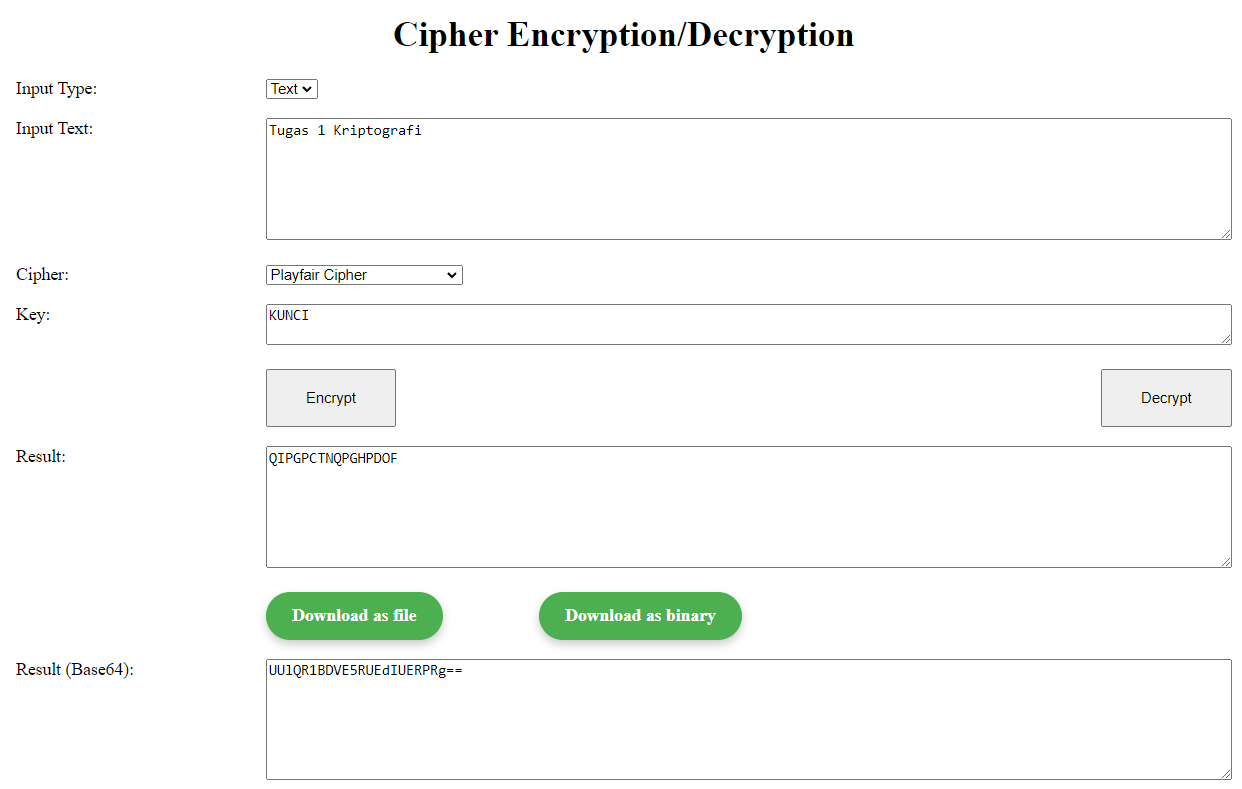 Cipher Encryption/Decryption
Input Type: Text
Input Text: Tugas 1 Kriptografi
Cipher: Playfair Cipher
Key: KUNCI
Encrypt Decrypt
Result: QIPGPCTNQPGHPDOF
Download as file Download as binary
Result (Base64): UUlQR1BDVE5RUEdIUERPRg==